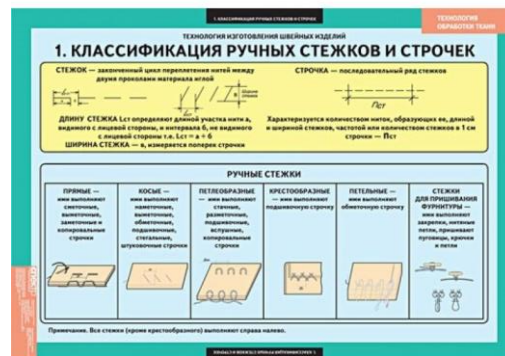 1. КЛАССИФИКАЦИЯ РУЧНЫХ СТЕЖКОВ И СТРОЧЕК
ТЕХНОЛОГИЯ
ОБРАБОТКИ ТКАНИ
ТЕХНОЛОГИЯ ИЗГОТОВЛЕНИЯ ШВЕЙНЫХ ИЗДЕЛИЙ
1. КЛАССИФИКАЦИЯ РУЧНЫХ СТЕЖКОВ И СТРОЧЕК
СТЕЖОК — законченный цикл переплетения нитей между
двумя проколами материала иглой
ДЛИНУ СТЕЖКА Lст определяют длиной участка нити а,
видимого с лицевой стороны, и интервала б, не видимого
с лицевой стороны т.е. Lст = а + б
ШИРИНА СТЕЖКА — в, измеряется поперек строчки
СТРОЧКА — последовательный ряд стежков
Пст
Характеризуется количеством ниток, образующих ее, длиной
и шириной стежков, частотой или количеством стежков в 1 см
строчки — Пст
РУЧНЫЕ СТЕЖКИ
ПРЯМЫЕ —
ими выполняют
сметочные,
выметочные,
заметочные и
копировальные
строчки
КОСЫЕ —
ими выполняют
наметочные,
выметочные,
обметочные,
подшивочные,
стегальные,
штуковочные строчки
ПЕТЛЕОБРАЗНЫЕ
— ими выполняют
стачные,
разметочные,
подшивочные,
вспушные,
копировальные
строчки
КРЕСТООБРАЗНЫЕ
— ими выполняют
подшивочную строчку
ПЕТЕЛЬНЫЕ —
ими выполняют
обметочную строчку
СТЕЖКИ
ДЛЯ ПРИШИВАНИЯ
ФУРНИТУРЫ —
ими выполняют
закрепки, нитяные
петли, пришивают
пуговицы, крючки
и петли
Примечание. Все стежки (кроме крестообразного) выполняют справа налево.